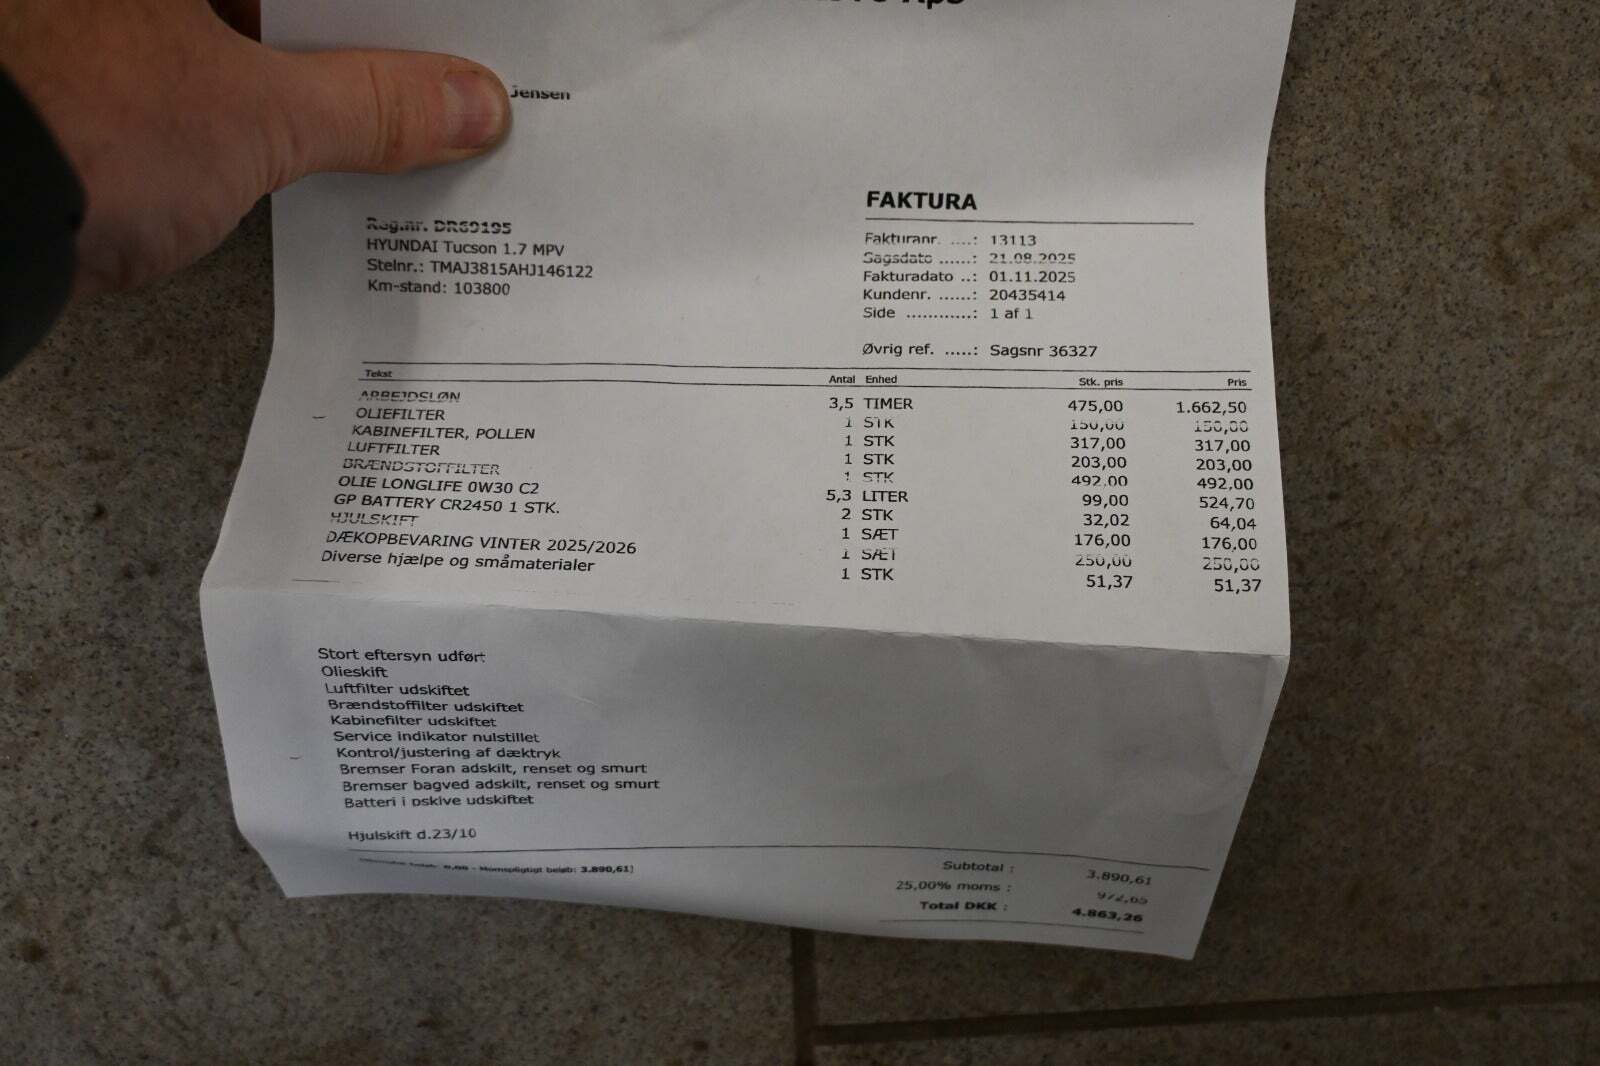 ApS
Jensen
FAKTURA
Reg.nr. DR69195
HYUNDAI Tucson 1.7 MPV
Stelnr.: TMAJ3815AHJ146122
Km-stand: 103800
Fakturanr. ....: 13113
Sagsdato ......: 21.08.2025
Fakturadato ..: 01.11.2025
Kundenr. ......: 20435414
Side ............: 1 af 1
Øvrig ref. .....: Sagsnr 36327
Tekst Antal Enhed Stk. pris Pris
ARBEJDSLØN 3,5 TIMER 475,00 1.662,50
OLIEFILTER 1 STK 150,00 150,00
KABINEFILTER, POLLEN 1 STK 317,00 317,00
LUFTFILTER 1 STK 203,00 203,00
BRÆNDSTOFFILTER 1 STK 492,00 492,00
OLIE LONGLIFE 0W30 C2 5,3 LITER 99,00 524,70
GP BATTERY CR2450 1 STK. 2 STK 32,02 64,04
HJULSKIFT 1 SÆT 176,00 176,00
DÆKOPBEVARING VINTER 2025/2026 1 SÆT 250,00 250,00
Diverse hjælpe og småmaterialer 1 STK 51,37 51,37
Stort eftersyn udført
Olieskift
Luftfilter udskiftet
Brændstoffilter udskiftet
Kabinefilter udskiftet
Service indikator nulstillet
Kontrol/justering af dæktryk
Bremser Foran adskilt, renset og smurt
Bremser bagved adskilt, renset og smurt
Batteri i nøgle udskiftet
Hjulskift d.23/10
beløb: 0,00 - Momspligtigt beløb: 3.890,61)
Subtotal : 3.890,61
25,00% moms : 972,65
Total DKK : 4.863,26